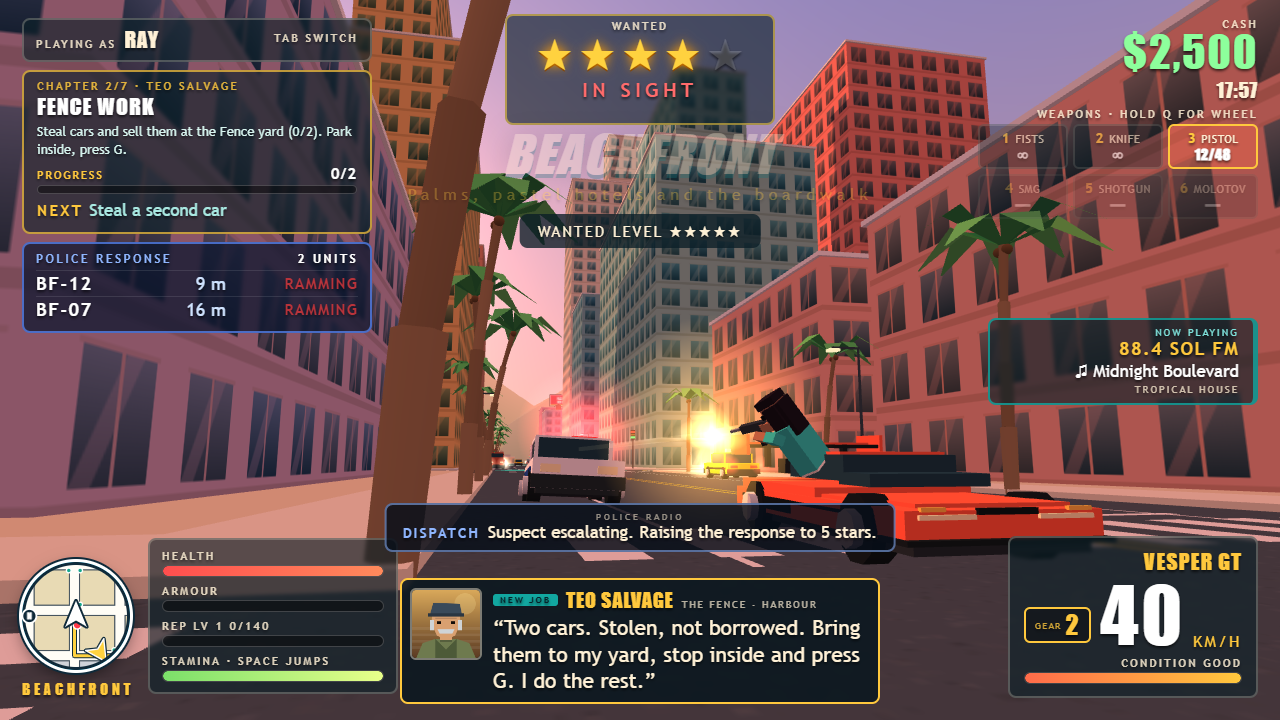 PLAYING AS RAY TAB SWITCH
CHAPTER 2/7 · TEO SALVAGE
FENCE WORK
Steal cars and sell them at the Fence yard (0/2). Park
inside, press G.
PROGRESS 0/2
NEXT Steal a second car
POLICE RESPONSE 2 UNITS
BF-12 9 m RAMMING
BF-07 16 m RAMMING
WANTED
IN SIGHT
BEACHFRONT
Palms, pastel hotels and the boardwalk
WANTED LEVEL ★★★★★
CASH
$2,500
17:57
WEAPONS · HOLD Q FOR WHEEL
1 FISTS ∞
2 KNIFE ∞
3 PISTOL 12/48
4 SMG —
5 SHOTGUN —
6 MOLOTOV —
NOW PLAYING
88.4 SOL FM
♫ Midnight Boulevard
TROPICAL HOUSE
POLICE RADIO
DISPATCH Suspect escalating. Raising the response to 5 stars.
HEALTH
ARMOUR
REP LV 1 0/140
STAMINA · SPACE JUMPS
BEACHFRONT
NEW JOB TEO SALVAGE THE FENCE · HARBOUR
“Two cars. Stolen, not borrowed. Bring
them to my yard, stop inside and press
G. I do the rest.”
VESPER GT
GEAR 2 40 KM/H
CONDITION GOOD